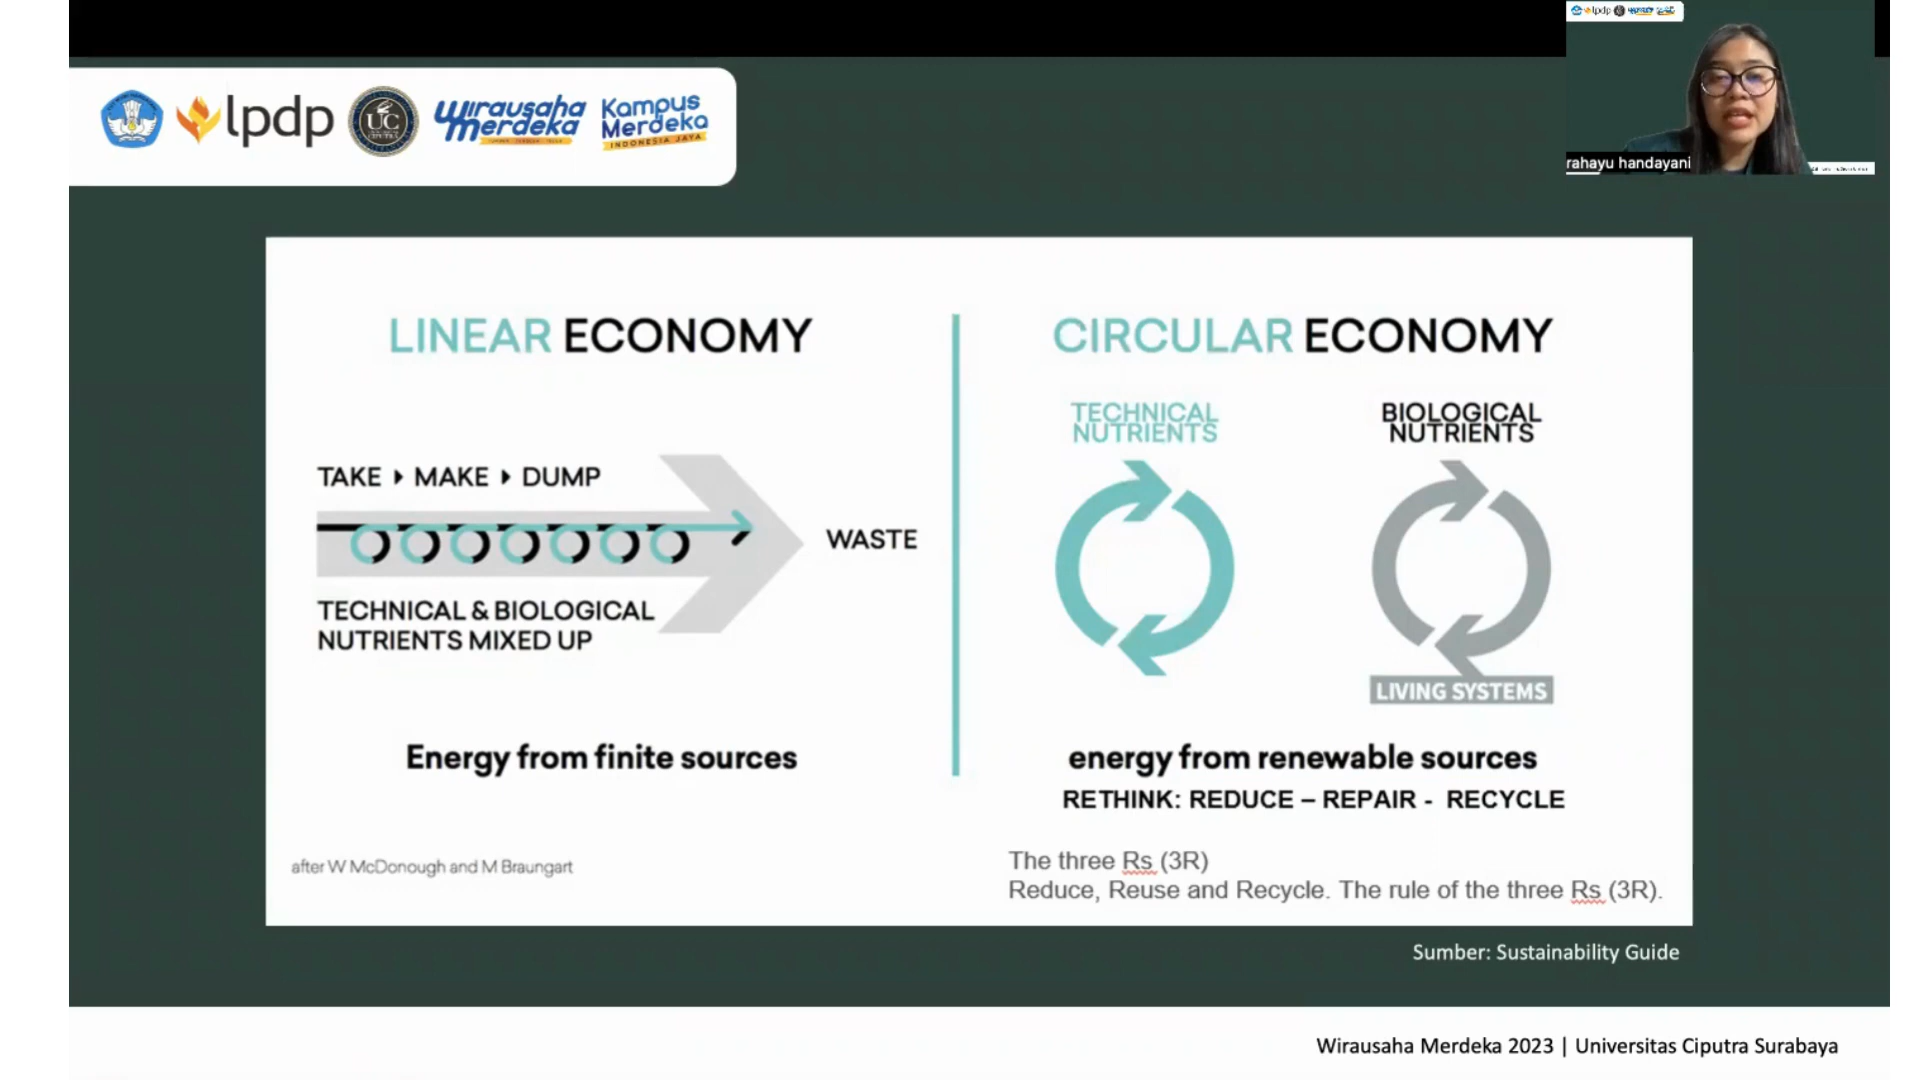 lpdp
rahayu handayani
lpdp
UC
Wirausaha
Merdeka
Kampus
Merdeka
INDONESIA JAYA
LINEAR ECONOMY
TAKE ▸ MAKE ▸ DUMP
WASTE
TECHNICAL & BIOLOGICAL
NUTRIENTS MIXED UP
Energy from finite sources
after W McDonough and M Braungart
CIRCULAR ECONOMY
TECHNICAL
NUTRIENTS
BIOLOGICAL
NUTRIENTS
LIVING SYSTEMS
energy from renewable sources
RETHINK: REDUCE – REPAIR - RECYCLE
The three Rs (3R)
Reduce, Reuse and Recycle. The rule of the three Rs (3R).
Sumber: Sustainability Guide
Wirausaha Merdeka 2023 | Universitas Ciputra Surabaya